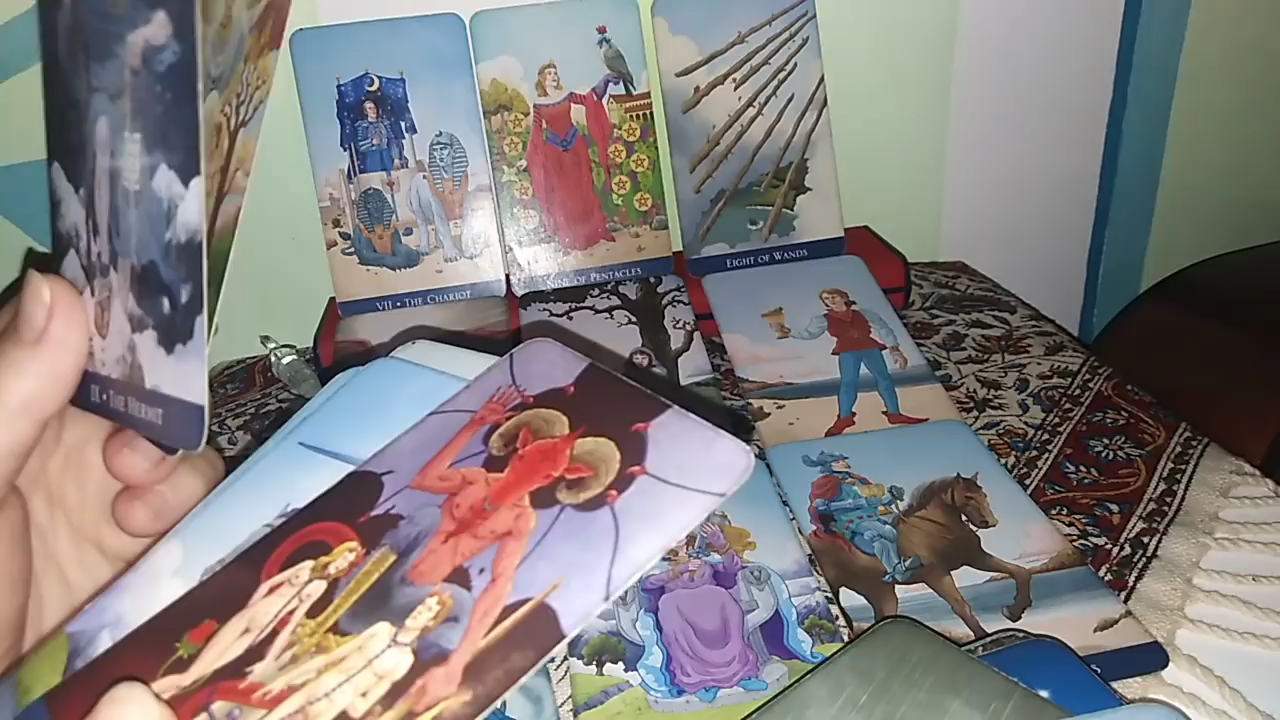 VII • THE CHARIOT
NINE OF PENTACLES
EIGHT OF WANDS
IX • THE HERMIT